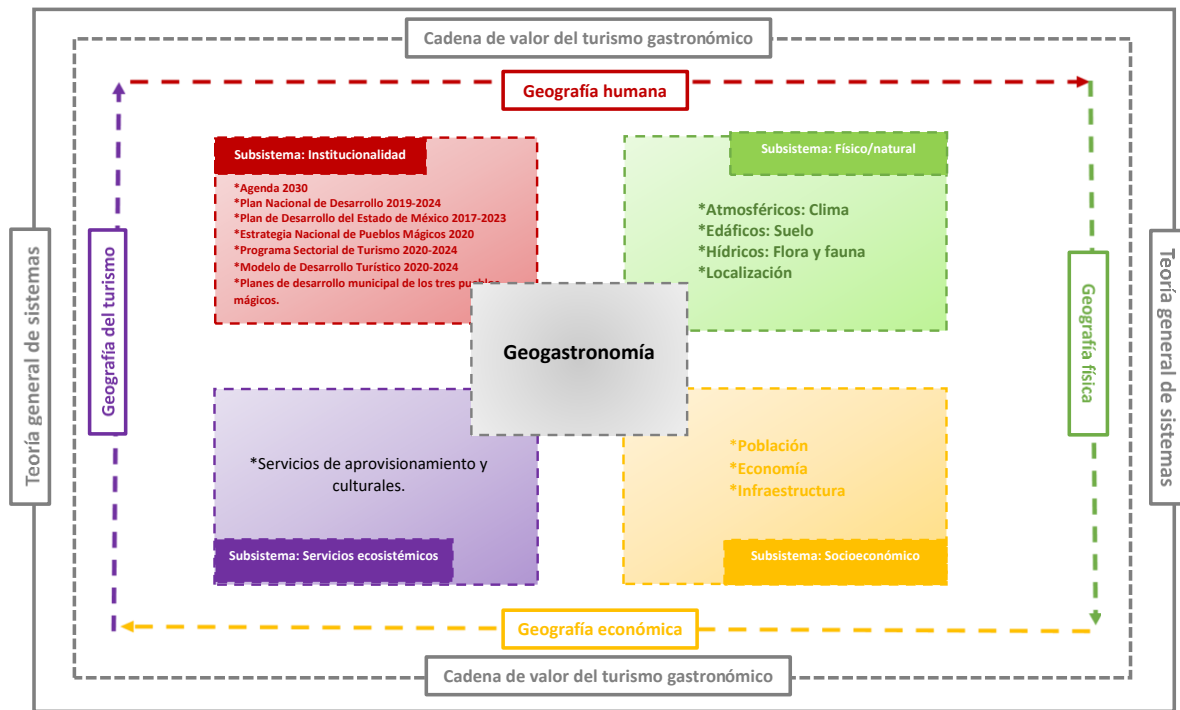 Cadena de valor del turismo gastronómico
Geografía humana
Teoría general de sistemas
Geografía del turismo
Subsistema: Institucionalidad
*Agenda 2030
*Plan Nacional de Desarrollo 2019-2024
*Plan de Desarrollo del Estado de México 2017-2023
*Estrategia Nacional de Pueblos Mágicos 2020
*Programa Sectorial de Turismo 2020-2024
*Modelo de Desarrollo Turístico 2020-2024
*Planes de desarrollo municipal de los tres pueblos
mágicos.
Subsistema: Físico/natural
*Atmosféricos: Clima
*Edáficos: Suelo
*Hídricos: Flora y fauna
*Localización
Geogastronomía
Geografía física
Teoría general de sistemas
*Servicios de aprovisionamiento y
culturales.
Subsistema: Servicios ecosistémicos
*Población
*Economía
*Infraestructura
Subsistema: Socioeconómico
Geografía económica
Cadena de valor del turismo gastronómico